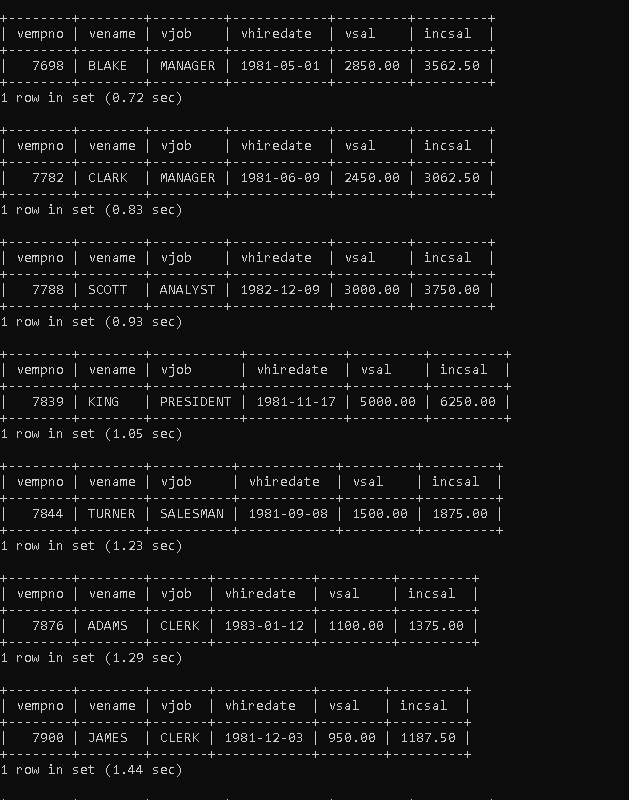 +--------+--------+---------+------------+---------+---------+
| vempno | vename | vjob    | vhiredate  | vsal    | incsal  |
+--------+--------+---------+------------+---------+---------+
|   7698 | BLAKE  | MANAGER | 1981-05-01 | 2850.00 | 3562.50 |
+--------+--------+---------+------------+---------+---------+
1 row in set (0.72 sec)
+--------+--------+---------+------------+---------+---------+
| vempno | vename | vjob    | vhiredate  | vsal    | incsal  |
+--------+--------+---------+------------+---------+---------+
|   7782 | CLARK  | MANAGER | 1981-06-09 | 2450.00 | 3062.50 |
+--------+--------+---------+------------+---------+---------+
1 row in set (0.83 sec)
+--------+--------+---------+------------+---------+---------+
| vempno | vename | vjob    | vhiredate  | vsal    | incsal  |
+--------+--------+---------+------------+---------+---------+
|   7788 | SCOTT  | ANALYST | 1982-12-09 | 3000.00 | 3750.00 |
+--------+--------+---------+------------+---------+---------+
1 row in set (0.93 sec)
+--------+--------+-----------+------------+---------+---------+
| vempno | vename | vjob      | vhiredate  | vsal    | incsal  |
+--------+--------+-----------+------------+---------+---------+
|   7839 | KING   | PRESIDENT | 1981-11-17 | 5000.00 | 6250.00 |
+--------+--------+-----------+------------+---------+---------+
1 row in set (1.05 sec)
+--------+--------+----------+------------+---------+---------+
| vempno | vename | vjob     | vhiredate  | vsal    | incsal  |
+--------+--------+----------+------------+---------+---------+
|   7844 | TURNER | SALESMAN | 1981-09-08 | 1500.00 | 1875.00 |
+--------+--------+----------+------------+---------+---------+
1 row in set (1.23 sec)
+--------+--------+-------+------------+---------+---------+
| vempno | vename | vjob  | vhiredate  | vsal    | incsal  |
+--------+--------+-------+------------+---------+---------+
|   7876 | ADAMS  | CLERK | 1983-01-12 | 1100.00 | 1375.00 |
+--------+--------+-------+------------+---------+---------+
1 row in set (1.29 sec)
+--------+--------+-------+------------+--------+---------+
| vempno | vename | vjob  | vhiredate  | vsal   | incsal  |
+--------+--------+-------+------------+--------+---------+
|   7900 | JAMES  | CLERK | 1981-12-03 | 950.00 | 1187.50 |
+--------+--------+-------+------------+--------+---------+
1 row in set (1.44 sec)